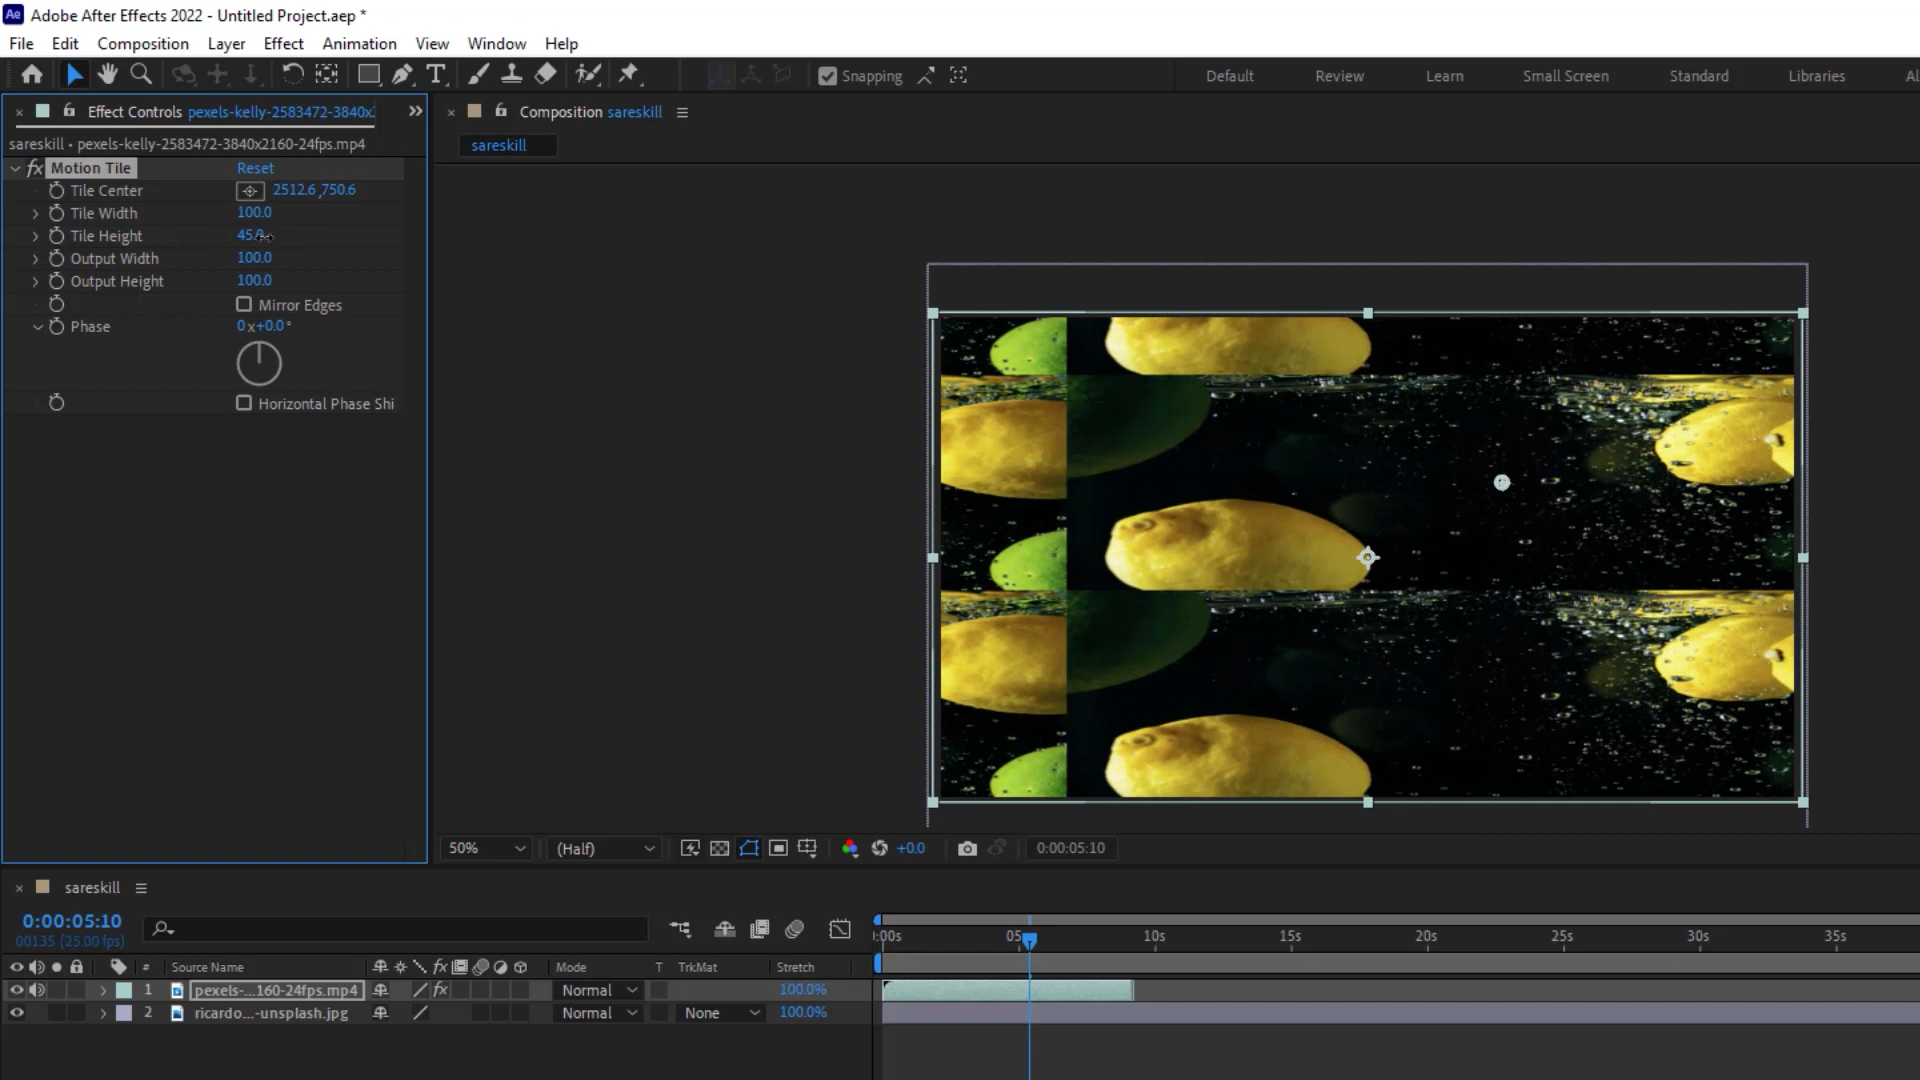 Ae Adobe After Effects 2022 - Untitled Project.aep *
File Edit Composition Layer Effect Animation View Window Help
T Snapping Default Review Learn Small Screen Standard Libraries Al
× Effect Controls pexels-kelly-2583472-3840x2 »
sareskill • pexels-kelly-2583472-3840x2160-24fps.mp4
fx Motion Tile Reset
Tile Center 2512.6,750.6
Tile Width 100.0
Tile Height
Output Width 100.0
Output Height 100.0
Mirror Edges
Phase 0x+0.0°
Horizontal Phase Shi
× Composition sareskill
sareskill
50% (Half) +0.0 0:00:05:10
× sareskill
0:00:05:10
00135 (25.00 fps)
:00s 05 10s 15s 20s 25s 30s 35s
# Source Name fx Mode T TrkMat Stretch
1 pexels-...160-24fps.mp4 fx Normal 100.0%
2 ricardo...-unsplash.jpg Normal None 100.0%